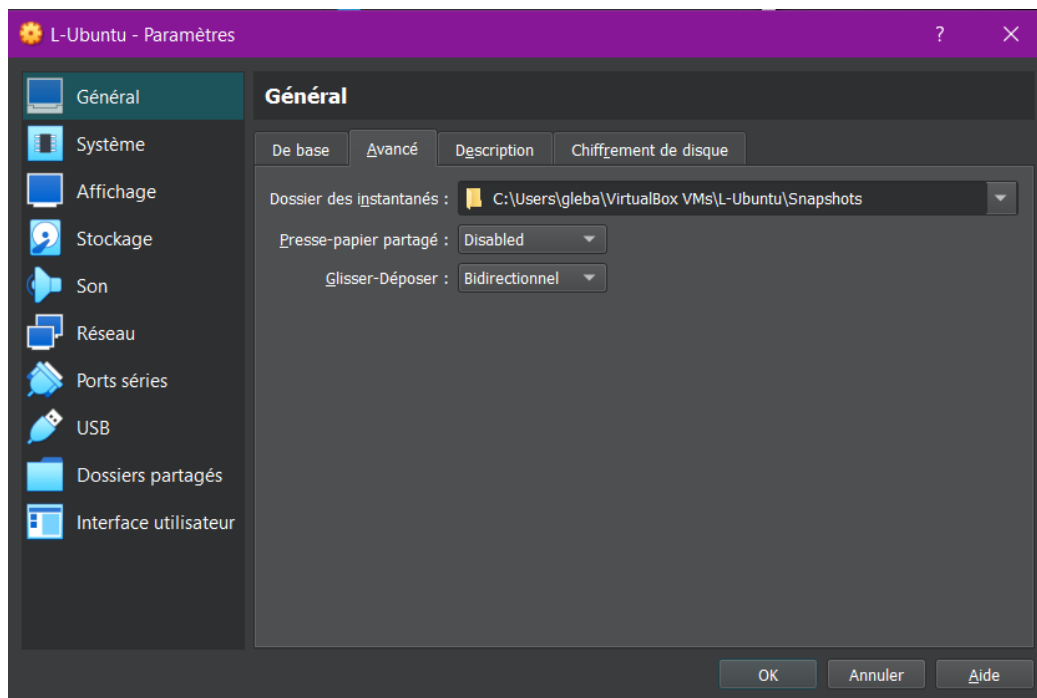 L-Ubuntu - Paramètres
?
Général
Système
Affichage
Stockage
Son
Réseau
Ports séries
USB
Dossiers partagés
Interface utilisateur
Général
De base Avancé Description Chiffrement de disque
Dossier des instantanés : C:\Users\gleba\VirtualBox VMs\L-Ubuntu\Snapshots
Presse-papier partagé : Disabled
Glisser-Déposer : Bidirectionnel
OK Annuler Aide